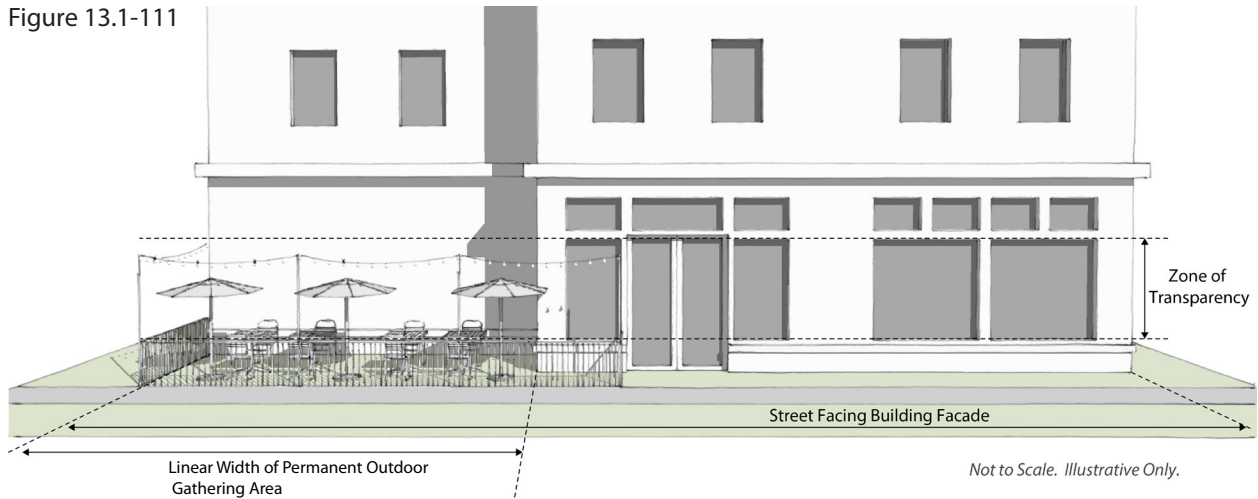 Figure 13.1-111
Zone of
Transparency
Street Facing Building Facade
Linear Width of Permanent Outdoor
Gathering Area
Not to Scale. Illustrative Only.